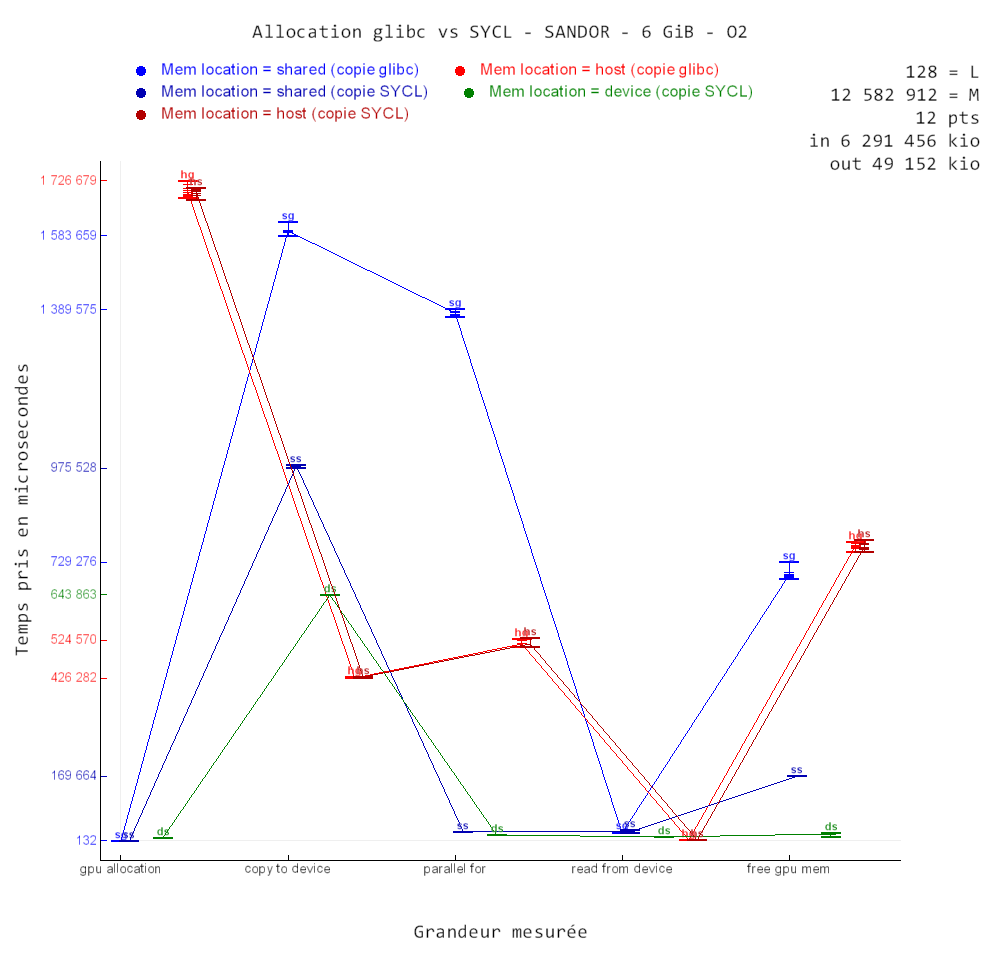 Allocation glibc vs SYCL - SANDOR - 6 GiB - O2
Mem location = shared (copie glibc)
Mem location = host (copie glibc)
Mem location = shared (copie SYCL)
Mem location = device (copie SYCL)
Mem location = host (copie SYCL)
128 = L
12 582 912 = M
12 pts
in 6 291 456 kio
out 49 152 kio
1 726 679
1 583 659
1 389 575
975 528
729 276
643 863
524 570
426 282
169 664
132
Temps pris en microsecondes
hg
hs
sg
sg
ss
sg
hg
hs
ds
hg
hs
hg
hs
ss
ss
ds
sg
ss
ds
ss
ds
sg
ss
ds
hg
hs
gpu allocation
copy to device
parallel for
read from device
free gpu mem
Grandeur mesurée